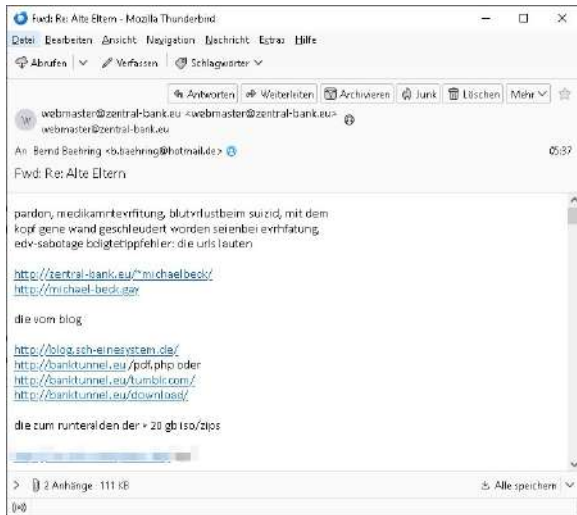 Fwd: Re: Alte Eltern - Mozilla Thunderbird
Datei Bearbeiten Ansicht Navigation Nachricht Extras Hilfe
Abrufen Verfassen Schlagwörter
Antworten Weiterleiten Archivieren Junk Löschen Mehr
W
webmaster@zentral-bank.eu <webmaster@zentral-bank.eu>
webmaster@zentral-bank.eu
An Bernd Baehring <b.baehring@hotmail.de> 05:37
Fwd: Re: Alte Eltern
pardon, medikamntevrfitung, blutvrlustbeim suizid, mit dem
kopf gene wand geschleudert worden seienbei evrhfatung,
edv-sabotage bdigtetippfehler: die urls lauten
http://zentral-bank.eu/~michaelbeck/
http://michael-beck.gay
die vom blog
http://blog.sch-einesystem.de/
http://banktunnel.eu/pdf.php oder
http://banktunnel.eu/tumblr.com/
http://banktunnel.eu/download/
die zum runteralden der > 20 gb iso/zips
2 Anhänge 111 KB Alle speichern